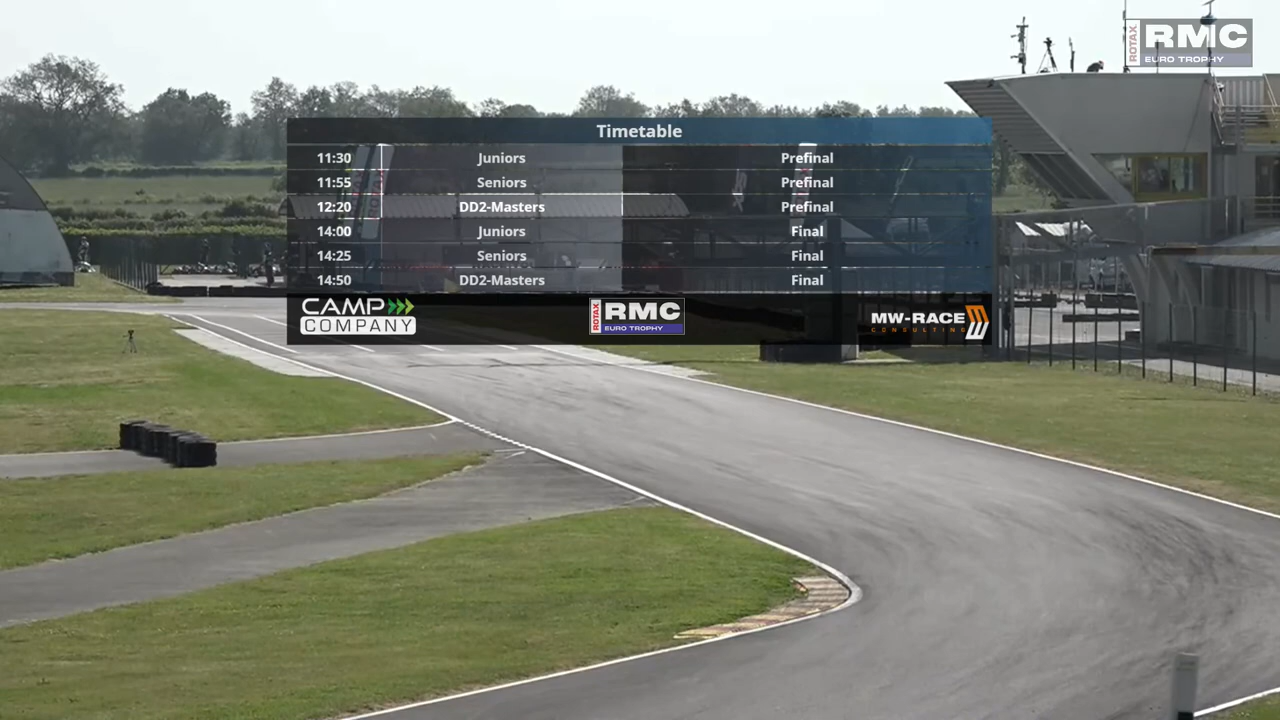 ROTAX RMC
EURO TROPHY
Timetable
11:30 Juniors Prefinal
11:55 Seniors Prefinal
12:20 DD2-Masters Prefinal
14:00 Juniors Final
14:25 Seniors Final
14:50 DD2-Masters Final
CAMP
COMPANY
ROTAX RMC
EURO TROPHY
MW-RACE
CONSULTING